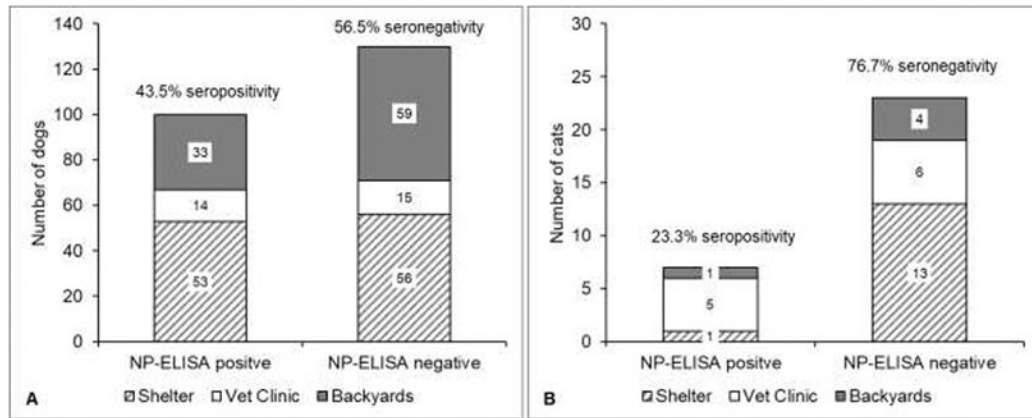 140
120
100
80
60
40
20
0
Number of dogs
43.5% seropositivity
56.5% seronegativity
33
14
53
59
15
56
NP-ELISA positve
NP-ELISA negative
A
Shelter Vet Clinic Backyards
30
25
20
15
10
5
0
Number of cats
23.3% seropositivity
76.7% seronegativity
1
5
1
4
6
13
NP-ELISA positve
NP-ELISA negative
B
Shelter Vet Clinic Backyards